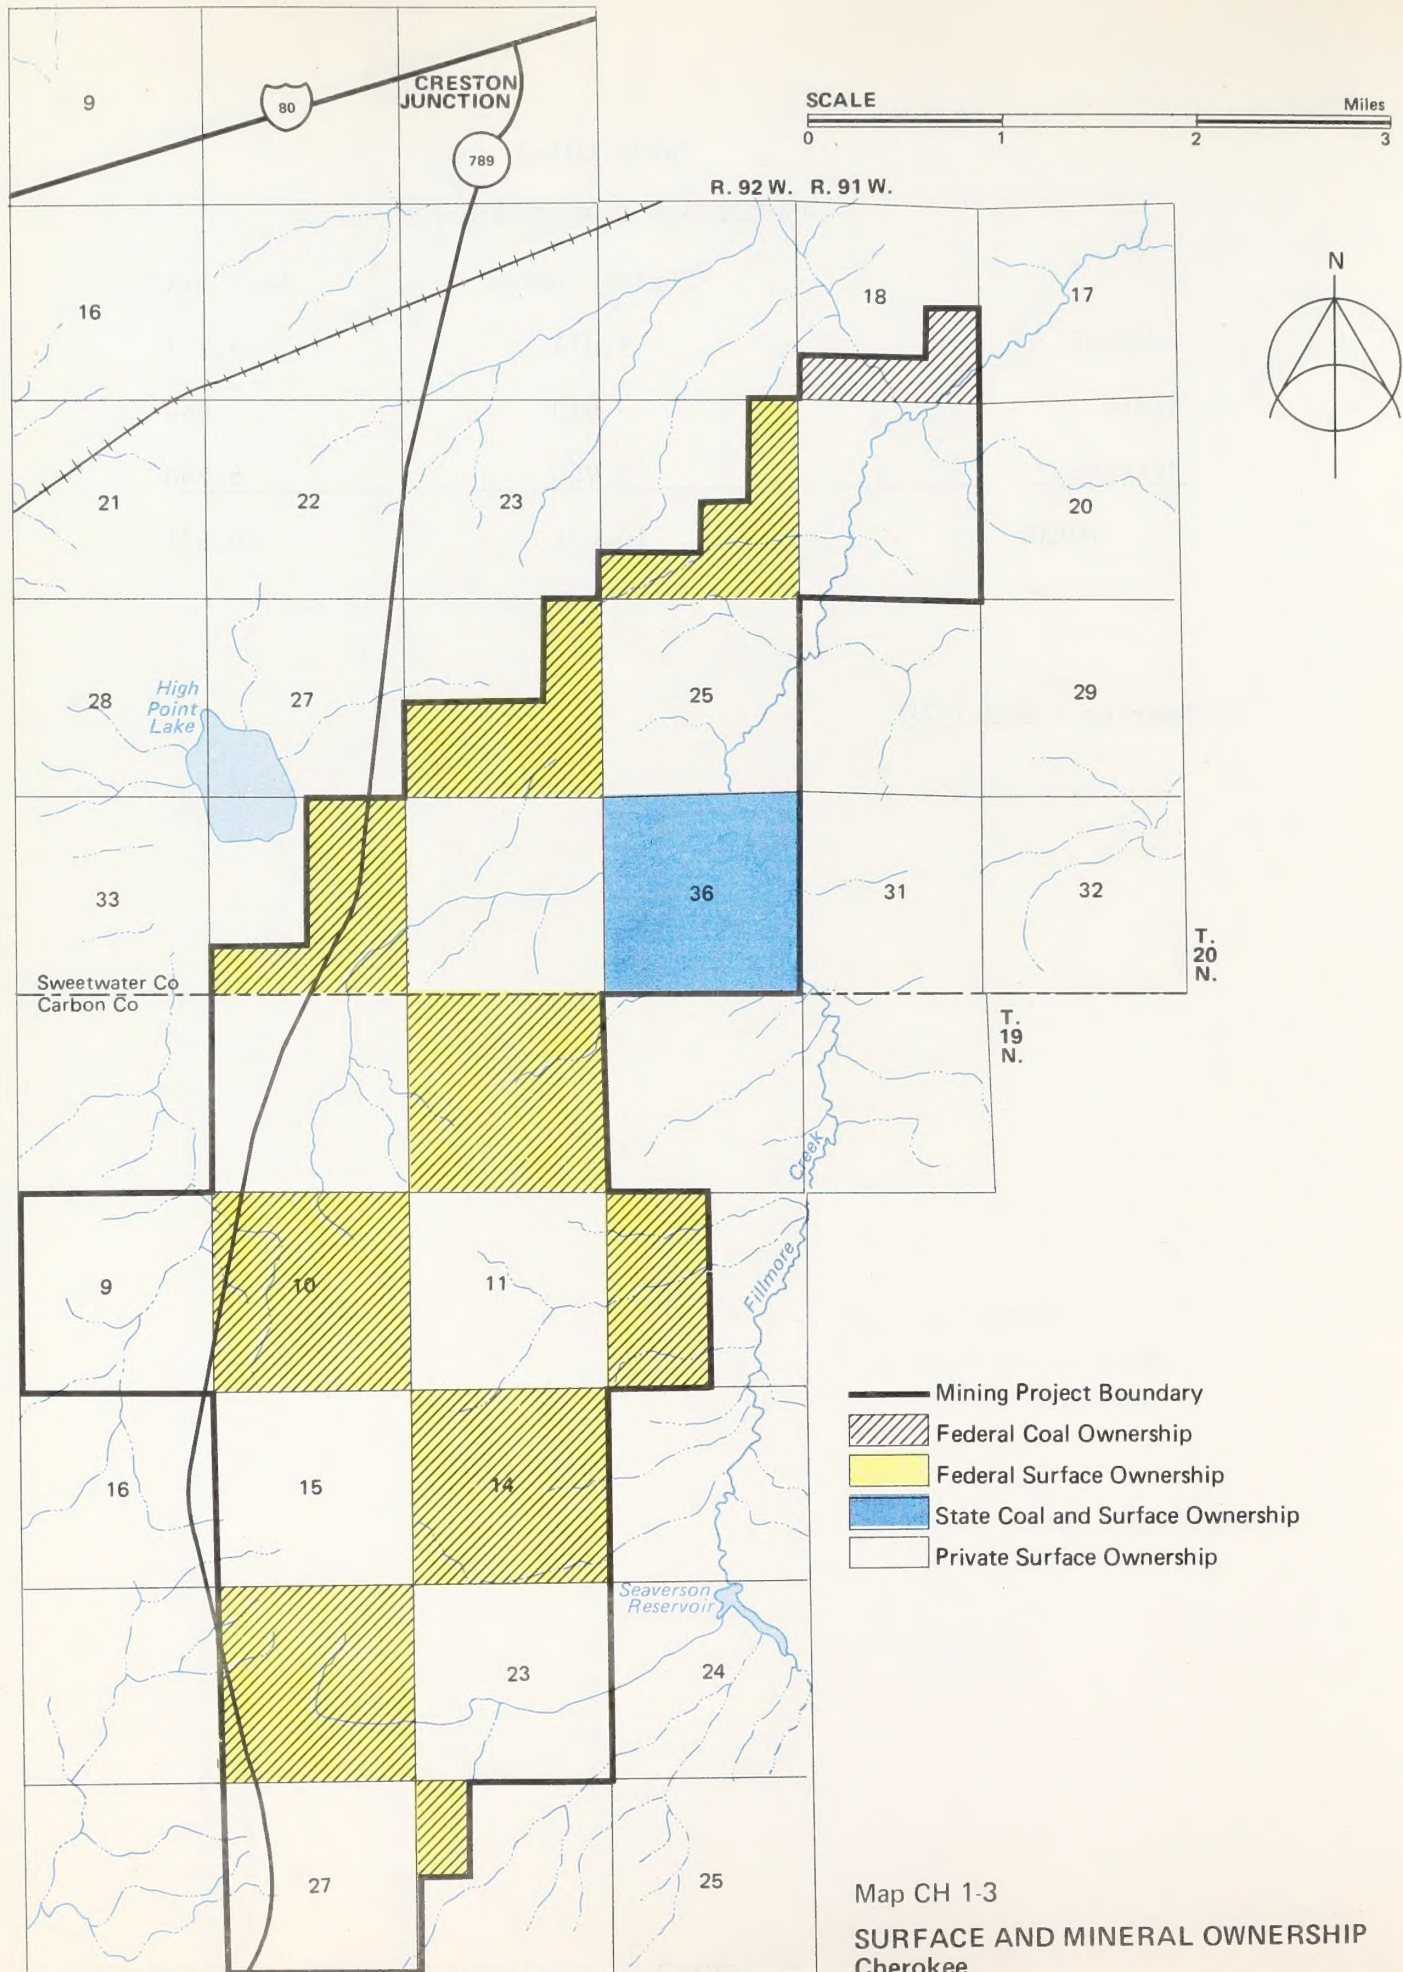 9
80
CRESTON
JUNCTION
789
SCALE
Miles
0 1 2 3
R. 92 W. R. 91 W.
N
16
18
17
21
22
23
20
28
High
Point
Lake
27
25
29
33
36
31
32
T.
20
N.
Sweetwater Co
Carbon Co
T.
19
N.
Creek
Fillmore
9
10
11
Mining Project Boundary
Federal Coal Ownership
Federal Surface Ownership
State Coal and Surface Ownership
Private Surface Ownership
16
15
14
Seaverson
Reservoir
23
24
27
25
Map CH 1-3
SURFACE AND MINERAL OWNERSHIP
Cherokee